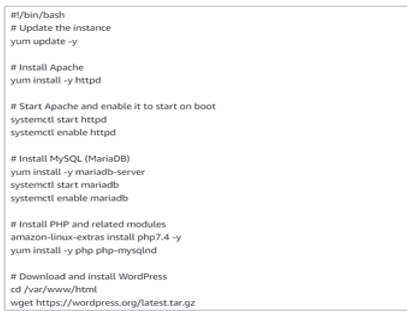 #!/bin/bash
# Update the instance
yum update -y

# Install Apache
yum install -y httpd

# Start Apache and enable it to start on boot
systemctl start httpd
systemctl enable httpd

# Install MySQL (MariaDB)
yum install -y mariadb-server
systemctl start mariadb
systemctl enable mariadb

# Install PHP and related modules
amazon-linux-extras install php7.4 -y
yum install -y php php-mysqlnd

# Download and install WordPress
cd /var/www/html
wget https://wordpress.org/latest.tar.gz